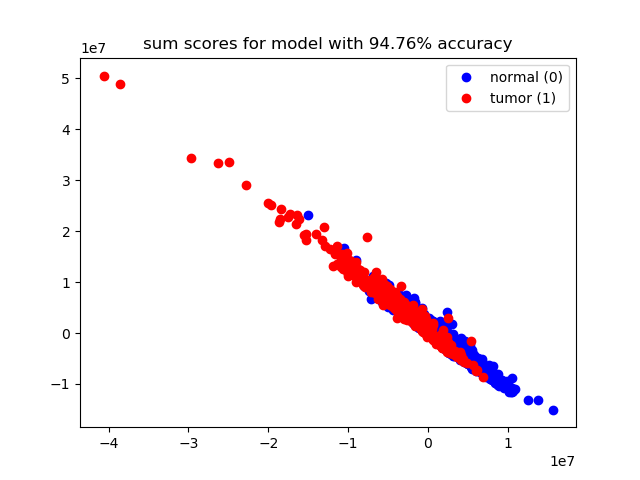 sum scores for model with 94.76% accuracy
1e7
normal (0)
tumor (1)
5
4
3
2
1
0
−1
−4
−3
−2
−1
0
1
1e7